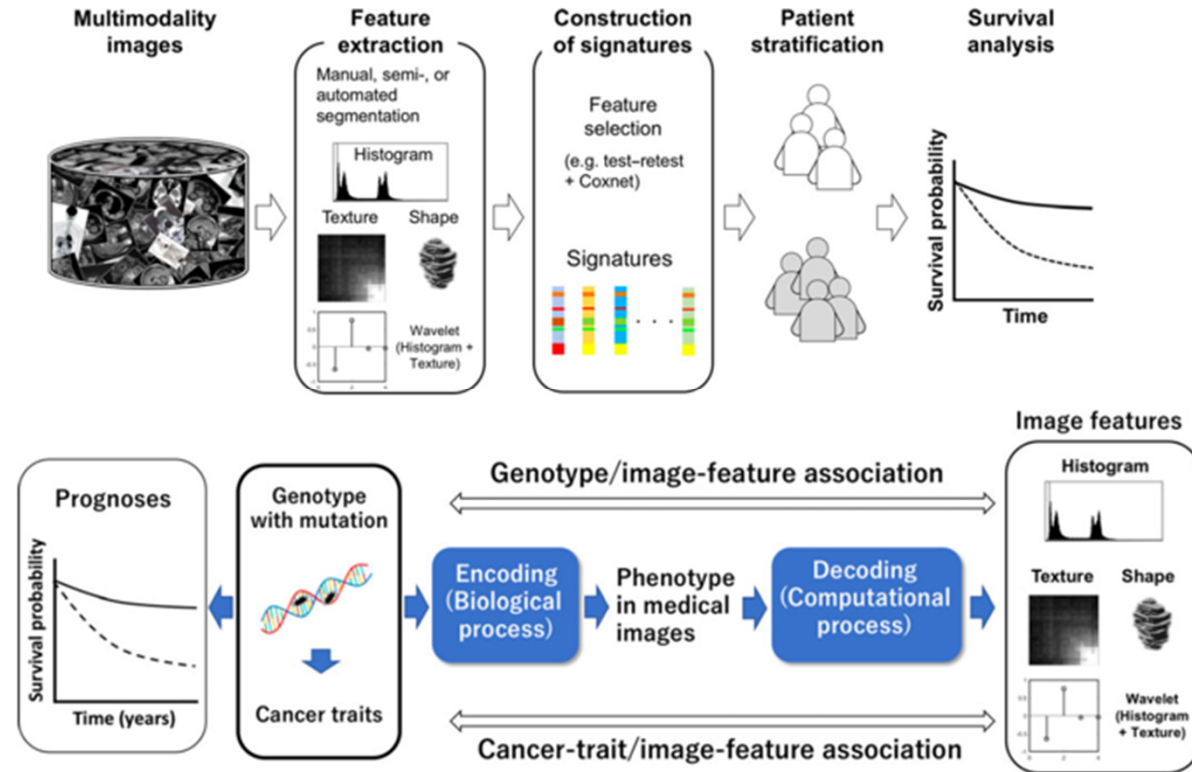 Multimodality
images
Feature
extraction
Construction
of signatures
Patient
stratification
Survival
analysis
Manual, semi-, or
automated
segmentation
Histogram
Texture
Shape
Wavelet
(Histogram +
Texture)
Feature
selection
(e.g. test–retest
+ Coxnet)
Signatures
. . .
Survival probability
Time
Prognoses
Survival probability
Time (years)
Genotype
with mutation
Cancer traits
Genotype/image-feature association
Encoding
(Biological
process)
Phenotype
in medical
images
Decoding
(Computational
process)
Cancer-trait/image-feature association
Image features
Histogram
Texture
Shape
Wavelet
(Histogram
+ Texture)